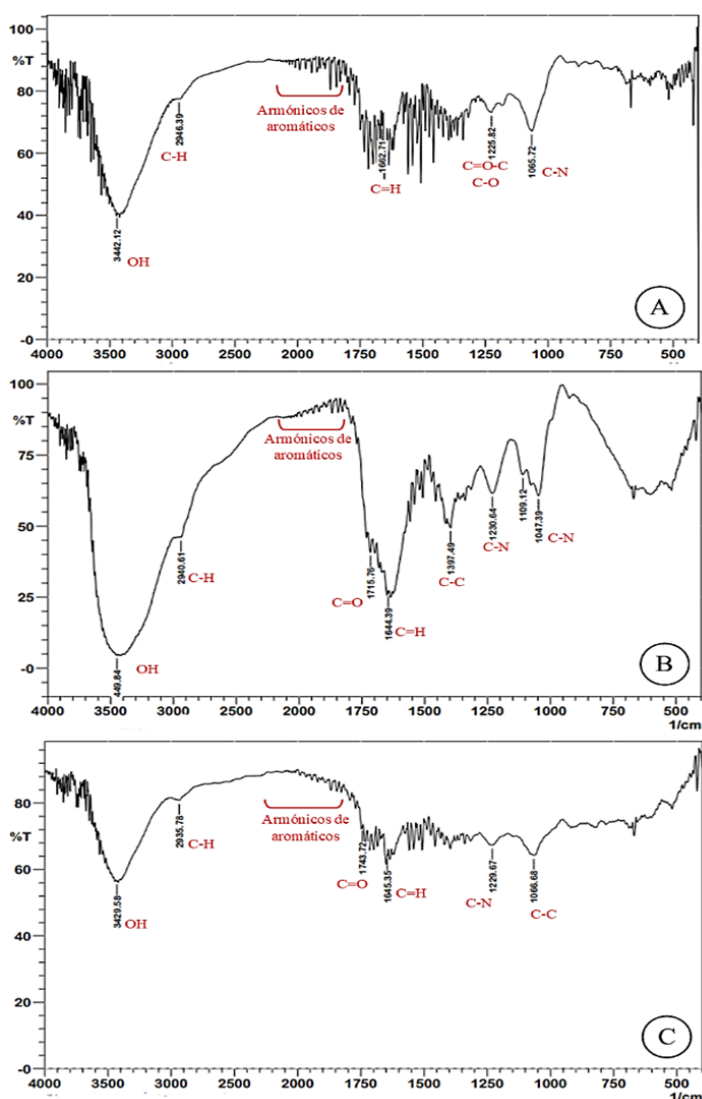 100
%T
80
60
40
20
-0
Armónicos de
aromáticos
2946.39
C-H
3442.12
OH
1662.71
C=H
1225.82
C=O-C
C-O
1065.72
C-N
A
4000 3500 3000 2500 2000 1750 1500 1250 1000 750 500
1/cm
100
%T
75
50
25
-0
Armónicos de
aromáticos
2940.61
C-H
449.84
OH
1715.76
C=O
1644.39
C=H
1397.49
C-C
1230.64
C-N
1109.12
1047.39
C-N
B
4000 3500 3000 2500 2000 1750 1500 1250 1000 750 500
1/cm
80
%T
60
40
20
0
Armónicos de
aromáticos
2935.78
C-H
3429.58
OH
1743.72
C=O
1645.35
C=H
1229.67
C-N
1066.68
C-C
C
4000 3500 3000 2500 2000 1750 1500 1250 1000 750 500
1/cm